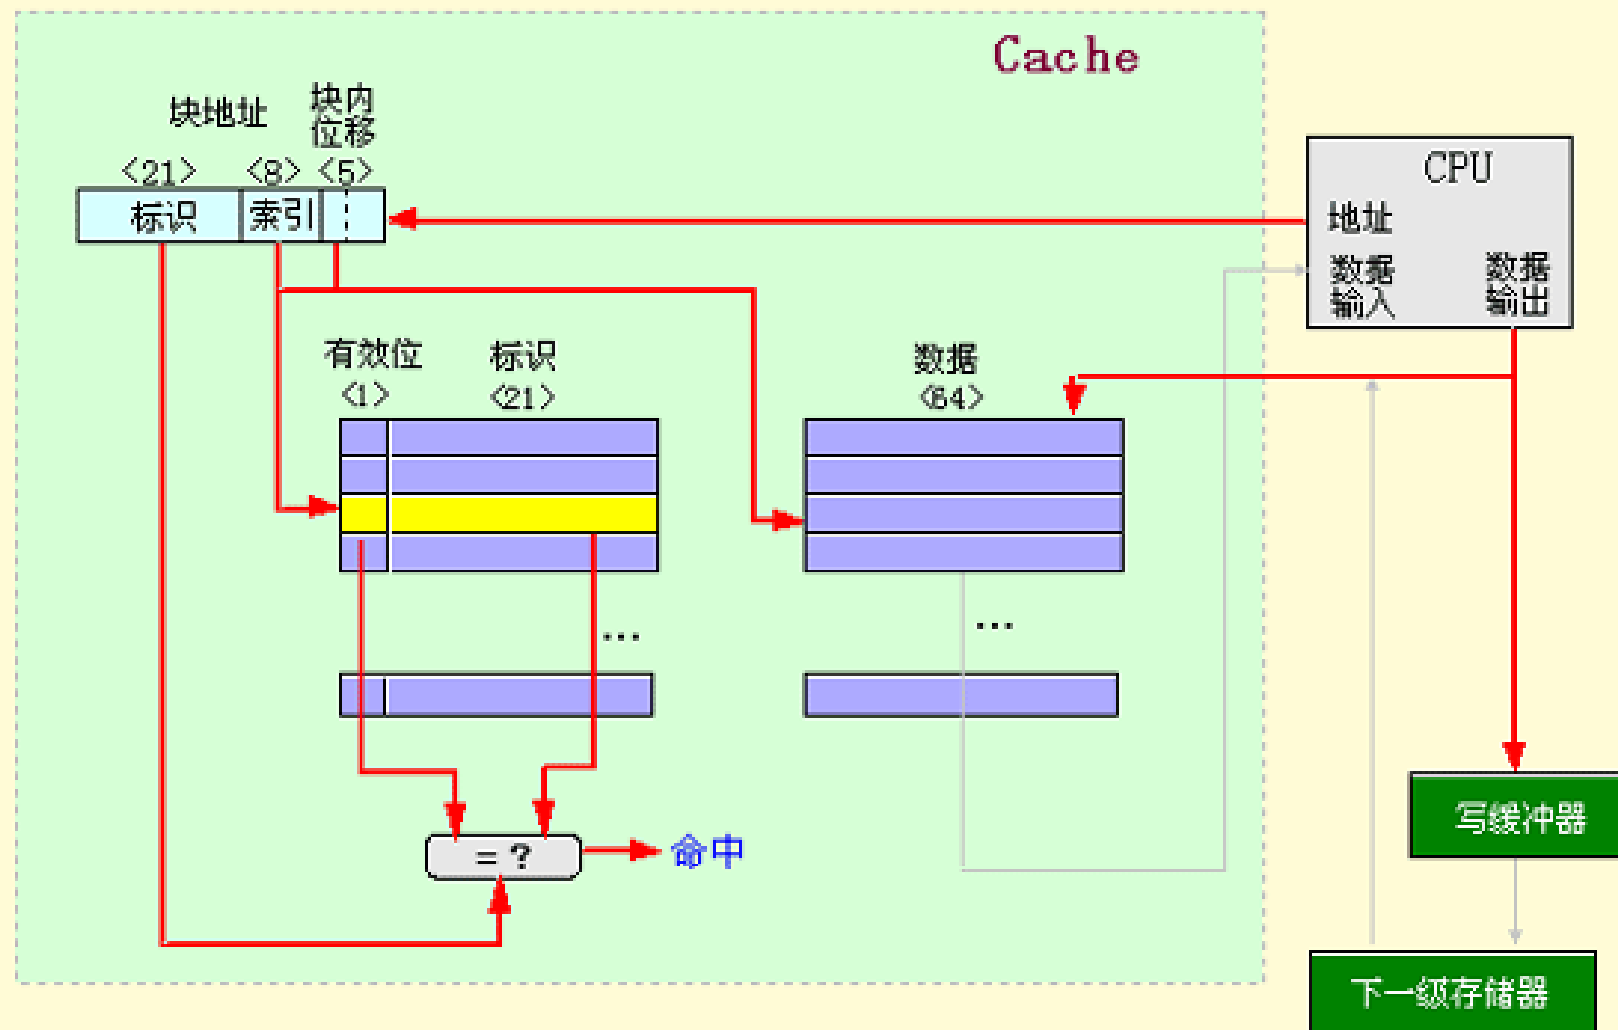 Cache
块地址
块内
位移
<21>
<8>
<5>
标识
索引
CPU
地址
数据
输入
数据
输出
有效位
<1>
标识
<21>
数据
<64>
...
...
= ?
命中
写缓冲器
下一级存储器